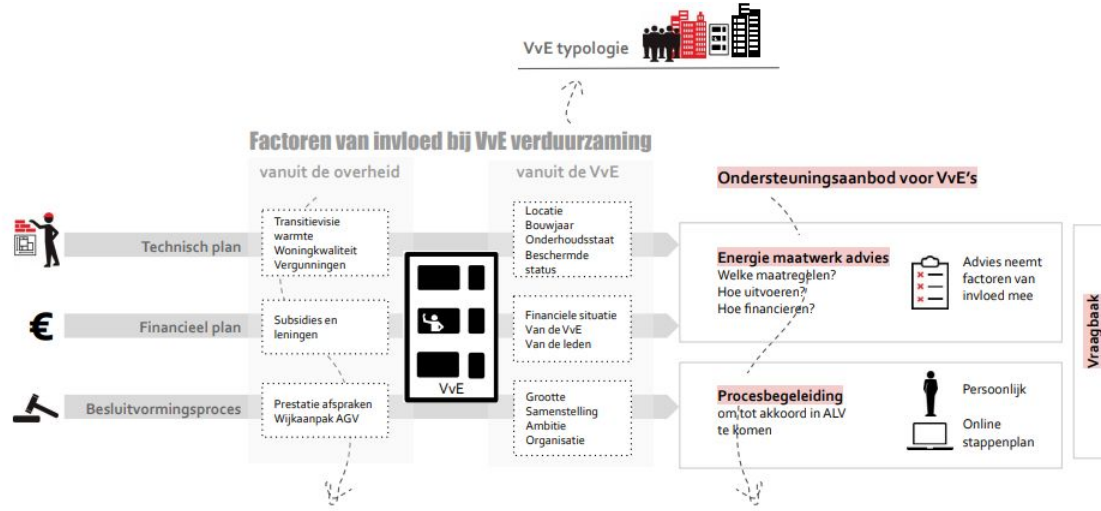 VvE typologie
Factoren van invloed bij VvE verduurzaming
vanuit de overheid
vanuit de VvE
Ondersteuningsaanbod voor VvE's
Technisch plan
Transitievisie
warmte
Woningkwaliteit
Vergunningen
Locatie
Bouwjaar
Onderhoudsstaat
Beschermde
status
Energie maatwerk advies
Welke maatregelen?
Hoe uitvoeren?
Hoe financieren?
Advies neemt
factoren van
invloed mee
€ Financieel plan
Subsidies en
leningen
VvE
Financiele situatie
Van de VvE
Van de leden
Besluitvormingsproces
Prestatie afspraken
Wijkaanpak AGV
Grootte
Samenstelling
Ambitie
Organisatie
Procesbegeleiding
om tot akkoord in ALV
te komen
Persoonlijk
Online
stappenplan
Vraagbaak